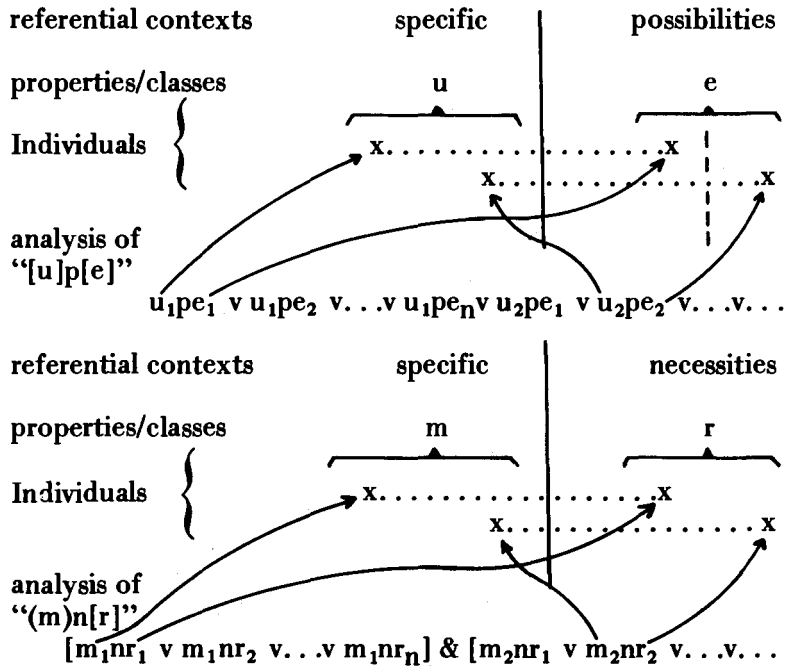 referential contexts specific possibilities
properties/classes u e
Individuals x. . . . . . . . . . . . . . . . . . .x
x. . . . . . . . . . . . . . . . . . .x
analysis of
“[u]p[e]”
u₁pe₁ v u₁pe₂ v. . .v u₁peₙv u₂pe₁ v u₂pe₂ v. . .v. . .
referential contexts specific necessities
properties/classes m r
Individuals x. . . . . . . . . . . . . . . . . . .x
x. . . . . . . . . . . . . . . . . . .x
analysis of
“(m)n[r]”
[m₁nr₁ v m₁nr₂ v. . .v m₁nrₙ] & [m₂nr₁ v m₂nr₂ v. . .v. . .